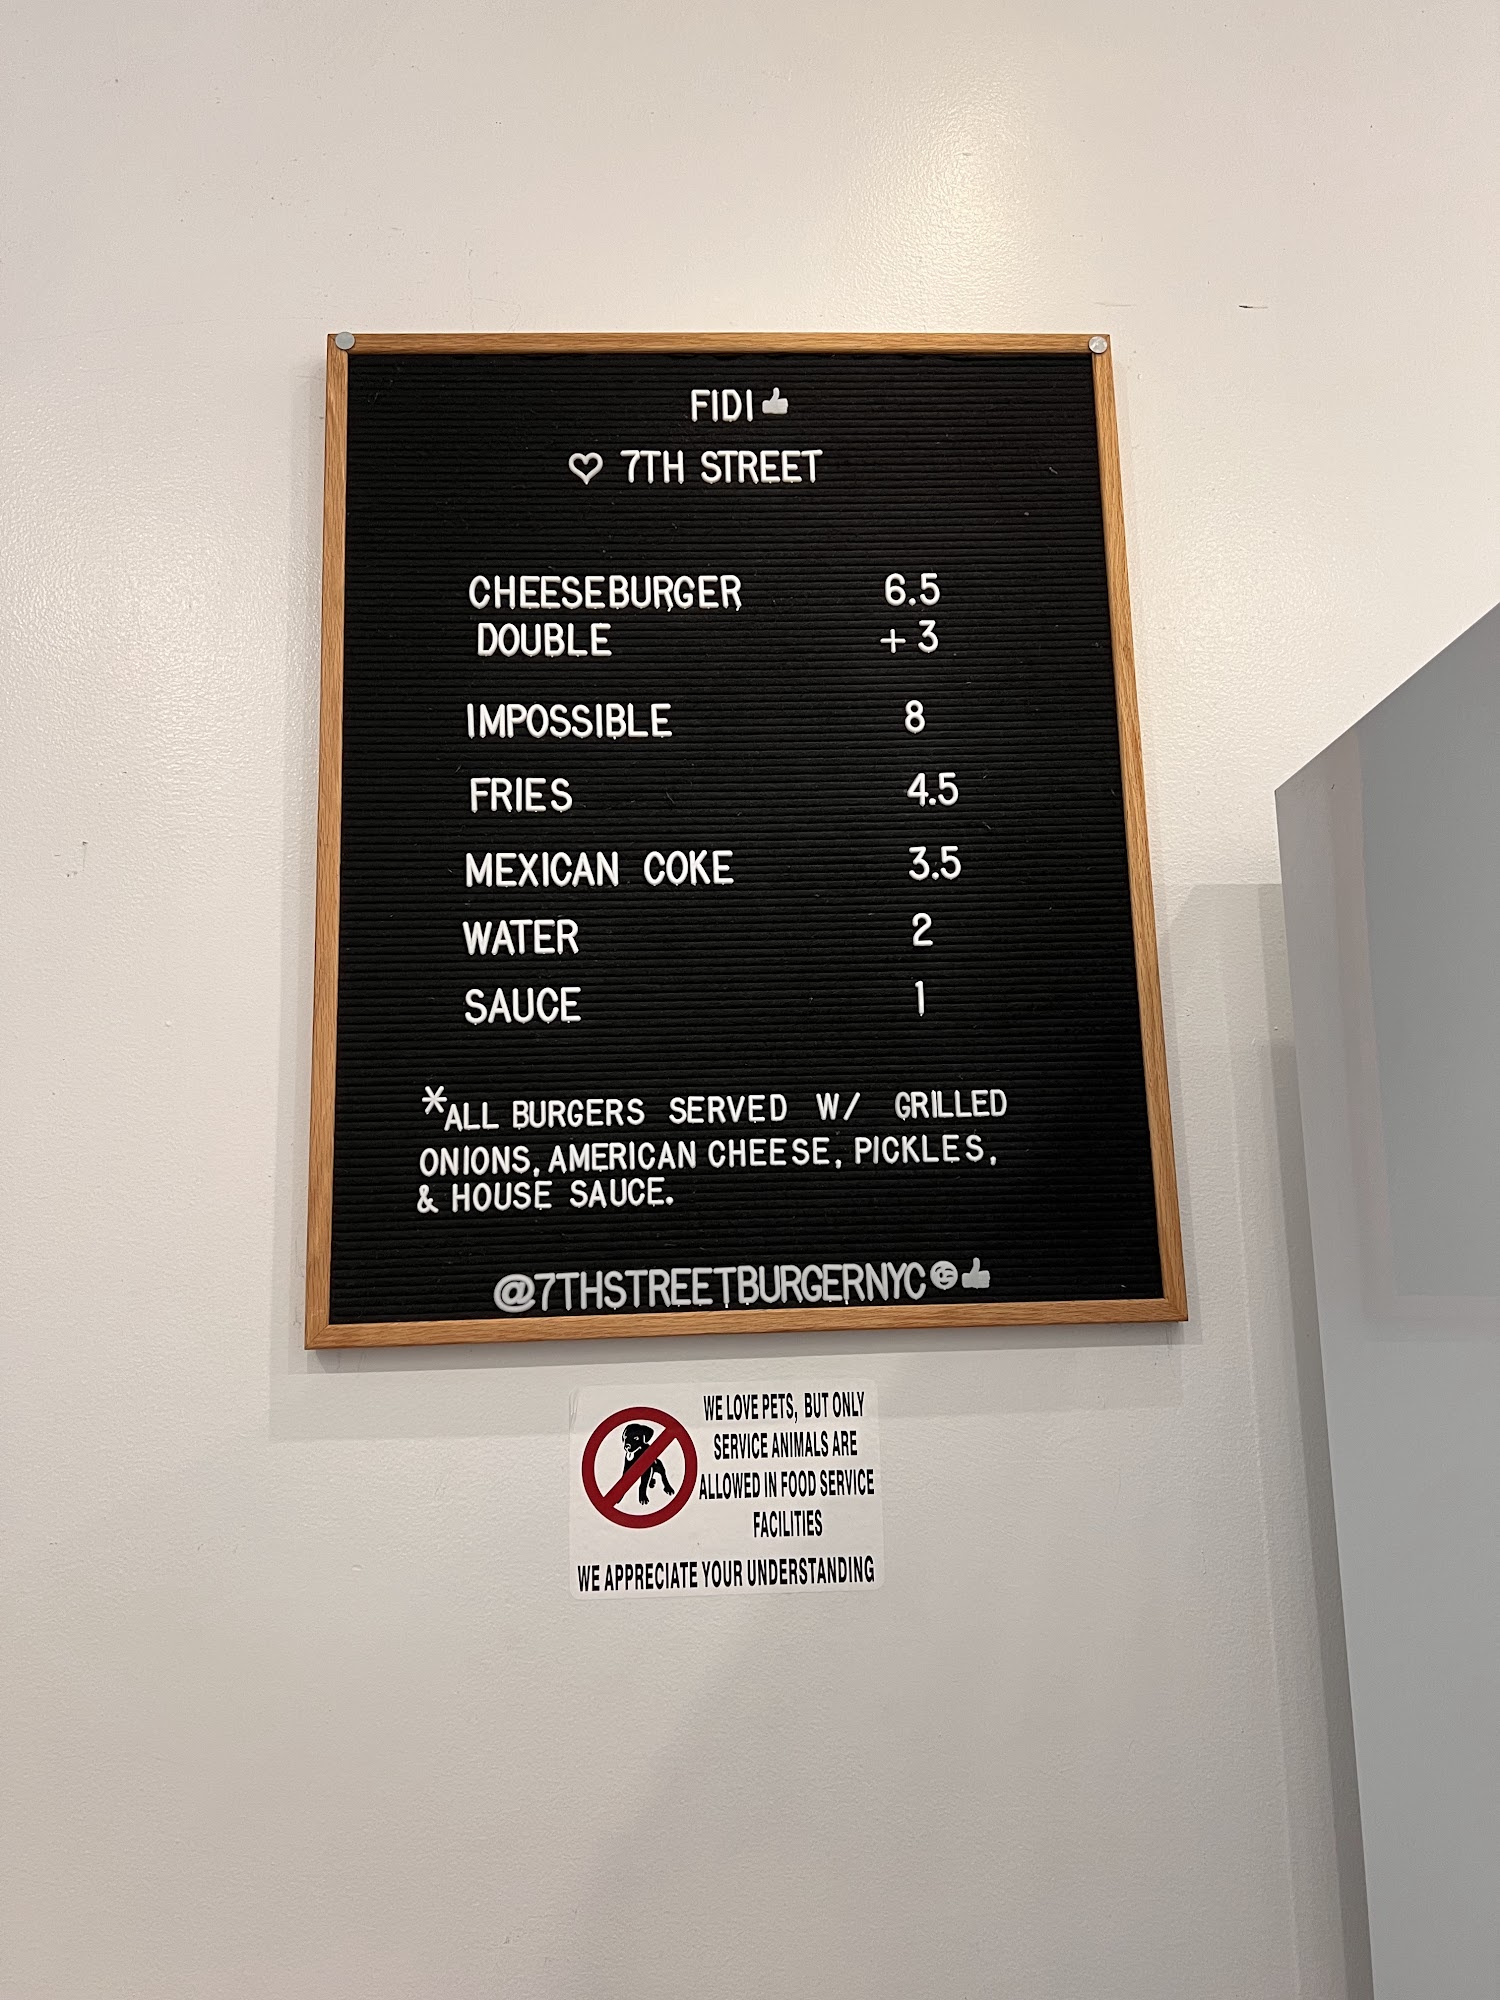 FIDI👍
♡ 7TH STREET
CHEESEBURGER 6.5
DOUBLE +3
IMPOSSIBLE 8
FRIES 4.5
MEXICAN COKE 3.5
WATER 2
SAUCE 1
*ALL BURGERS SERVED W/ GRILLED
ONIONS, AMERICAN CHEESE, PICKLES,
& HOUSE SAUCE.
@7THSTREETBURGERNYC😉👍
WE LOVE PETS, BUT ONLY
SERVICE ANIMALS ARE
ALLOWED IN FOOD SERVICE
FACILITIES
WE APPRECIATE YOUR UNDERSTANDING